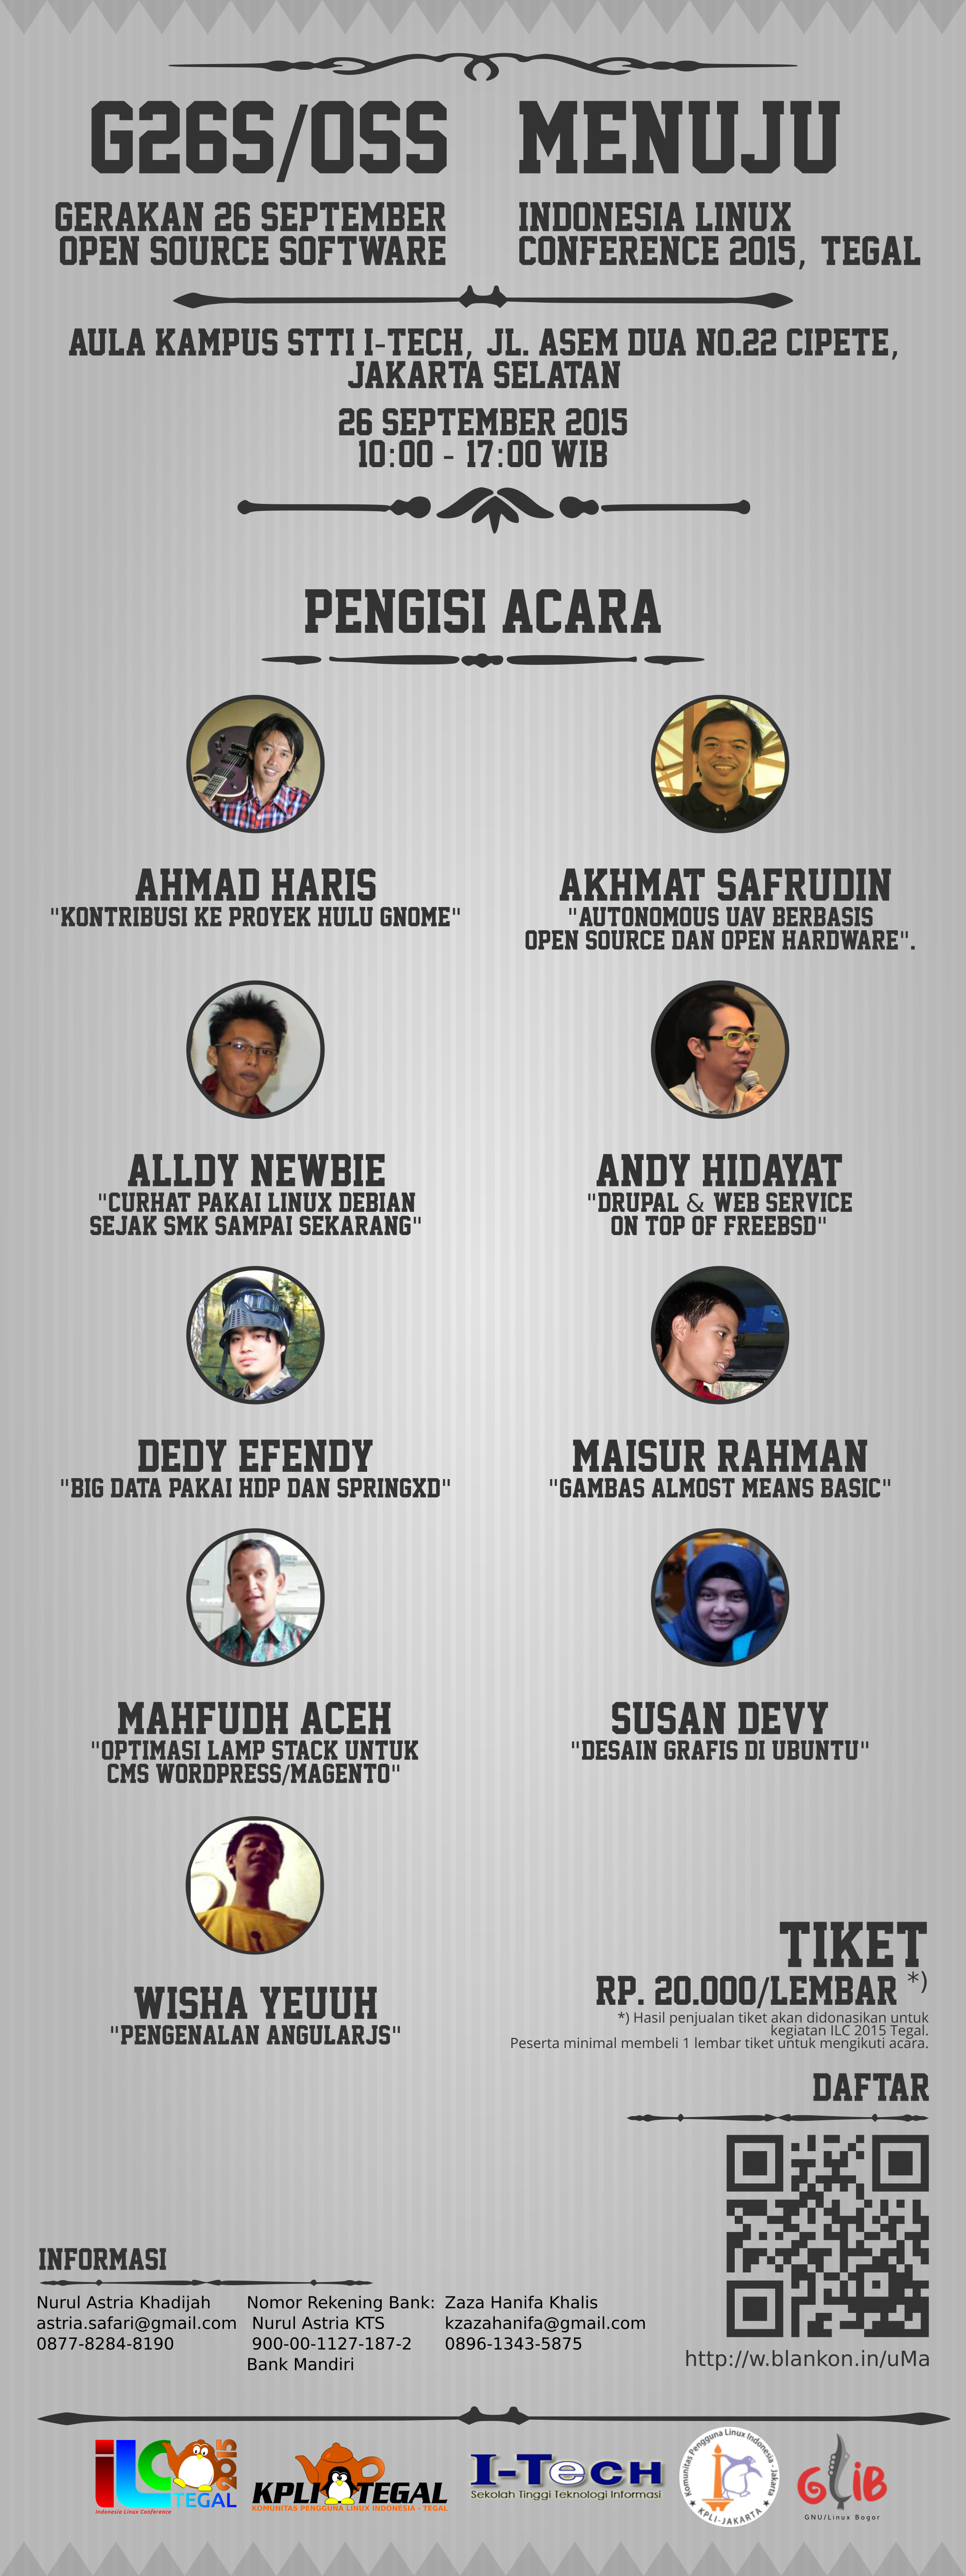 G26S/OSS
GERAKAN 26 SEPTEMBER
OPEN SOURCE SOFTWARE
MENUJU
INDONESIA LINUX
CONFERENCE 2015, TEGAL
AULA KAMPUS STTI I-TECH, JL. ASEM DUA NO.22 CIPETE,
JAKARTA SELATAN
26 SEPTEMBER 2015
10:00 - 17:00 WIB
PENGISI ACARA
AHMAD HARIS
"KONTRIBUSI KE PROYEK HULU GNOME"
AKHMAT SAFRUDIN
"AUTONOMOUS UAV BERBASIS
OPEN SOURCE DAN OPEN HARDWARE".
ALLDY NEWBIE
"CURHAT PAKAI LINUX DEBIAN
SEJAK SMK SAMPAI SEKARANG"
ANDY HIDAYAT
"DRUPAL & WEB SERVICE
ON TOP OF FREEBSD"
DEDY EFENDY
"BIG DATA PAKAI HDP DAN SPRINGXD"
MAISUR RAHMAN
"GAMBAS ALMOST MEANS BASIC"
MAHFUDH ACEH
"OPTIMASI LAMP STACK UNTUK
CMS WORDPRESS/MAGENTO"
SUSAN DEVY
"DESAIN GRAFIS DI UBUNTU"
WISHA YEUUH
"PENGENALAN ANGULARJS"
TIKET
RP. 20.000/LEMBAR *)
*) Hasil penjualan tiket akan didonasikan untuk
kegiatan ILC 2015 Tegal.
Peserta minimal membeli 1 lembar tiket untuk mengikuti acara.
DAFTAR
http://w.blankon.in/uMa
INFORMASI
Nurul Astria Khadijah
astria.safari@gmail.com
0877-8284-8190
Nomor Rekening Bank:
Nurul Astria KTS
900-00-1127-187-2
Bank Mandiri
Zaza Hanifa Khalis
kzazahanifa@gmail.com
0896-1343-5875
iLC 2015
TEGAL
Indonesia Linux Conference
KPLI TEGAL
KOMUNITAS PENGGUNA LINUX INDONESIA - TEGAL
I-TECH
Sekolah Tinggi Teknologi Informasi
Komunitas Pengguna Linux Indonesia - Jakarta
KPLI-JAKARTA
GLiB
GNU/Linux Bogor